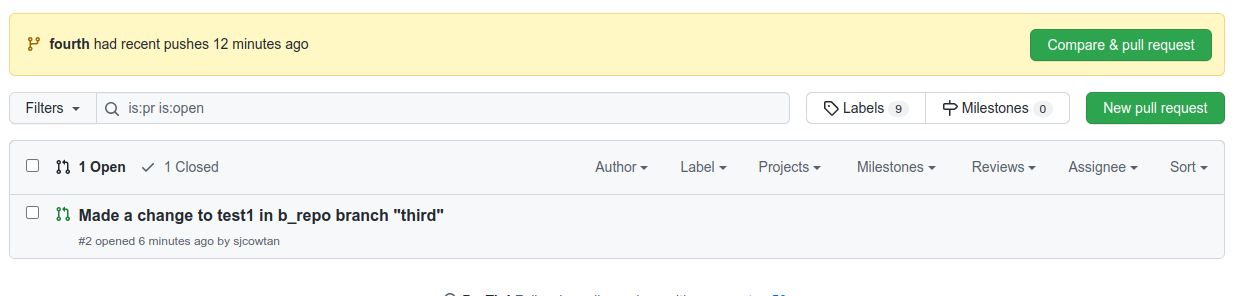 fourth had recent pushes 12 minutes ago
Compare & pull request
Filters
is:pr is:open
Labels 9
Milestones 0
New pull request
1 Open
1 Closed
Author
Label
Projects
Milestones
Reviews
Assignee
Sort
Made a change to test1 in b_repo branch "third"
#2 opened 6 minutes ago by sjcowtan